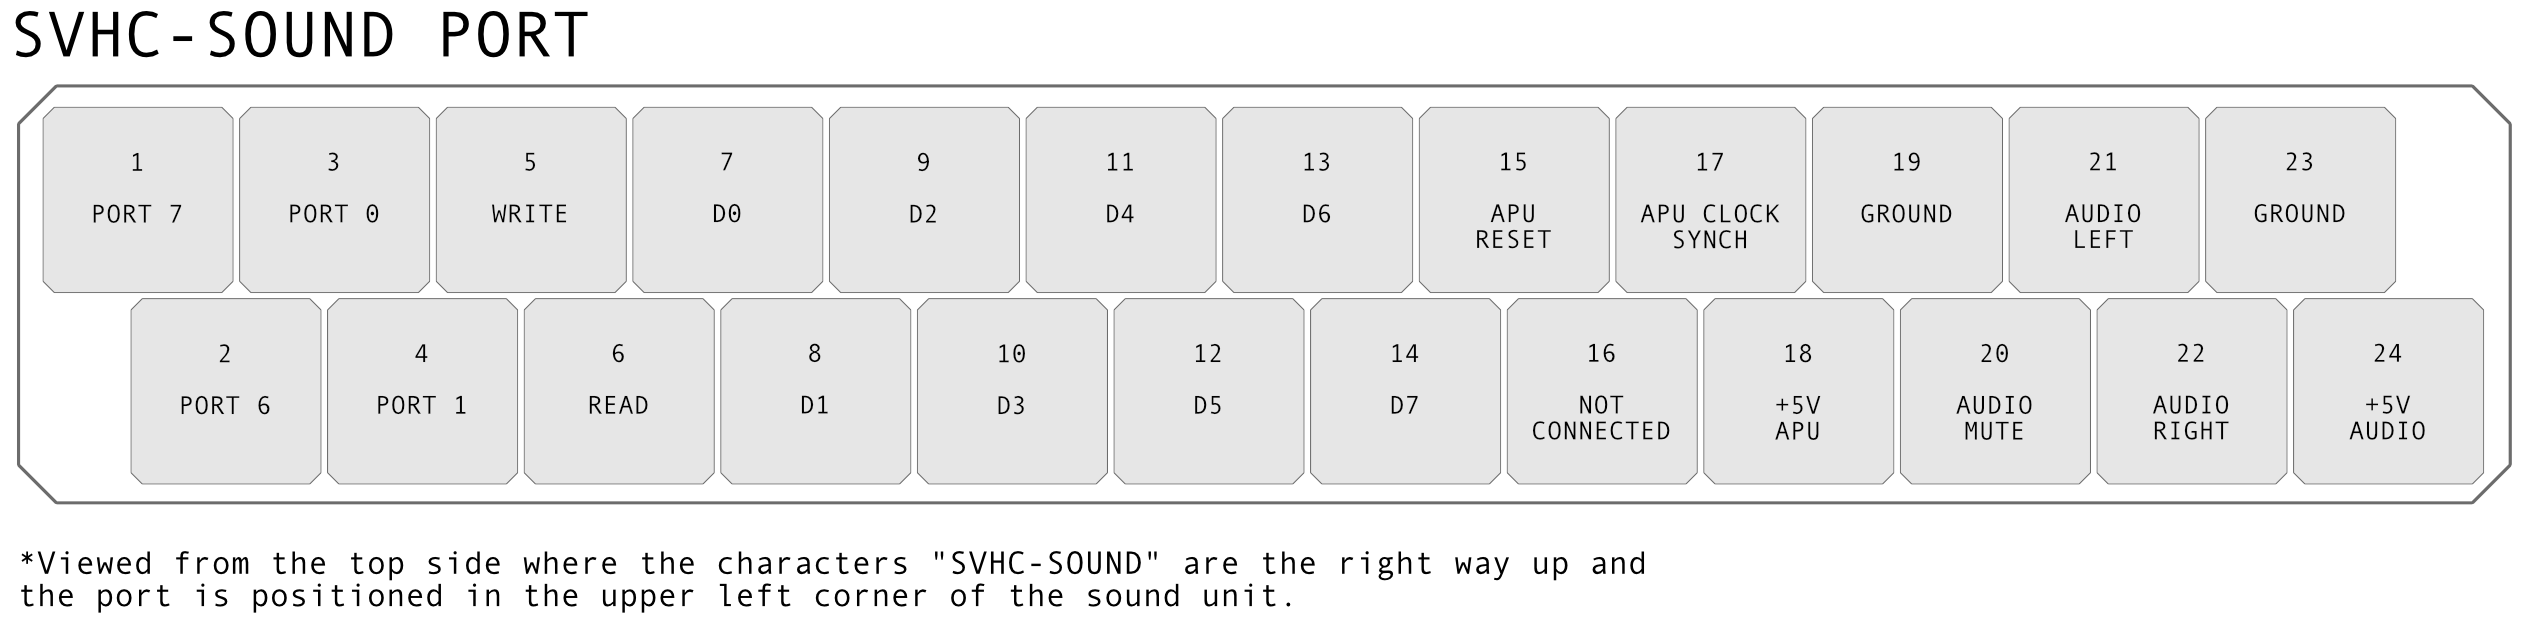 SVHC-SOUND PORT
1
PORT 7
3
PORT 0
5
WRITE
7
D0
9
D2
11
D4
13
D6
15
APU
RESET
17
APU CLOCK
SYNCH
19
GROUND
21
AUDIO
LEFT
23
GROUND
2
PORT 6
4
PORT 1
6
READ
8
D1
10
D3
12
D5
14
D7
16
NOT
CONNECTED
18
+5V
APU
20
AUDIO
MUTE
22
AUDIO
RIGHT
24
+5V
AUDIO
*Viewed from the top side where the characters "SVHC-SOUND" are the right way up and
the port is positioned in the upper left corner of the sound unit.